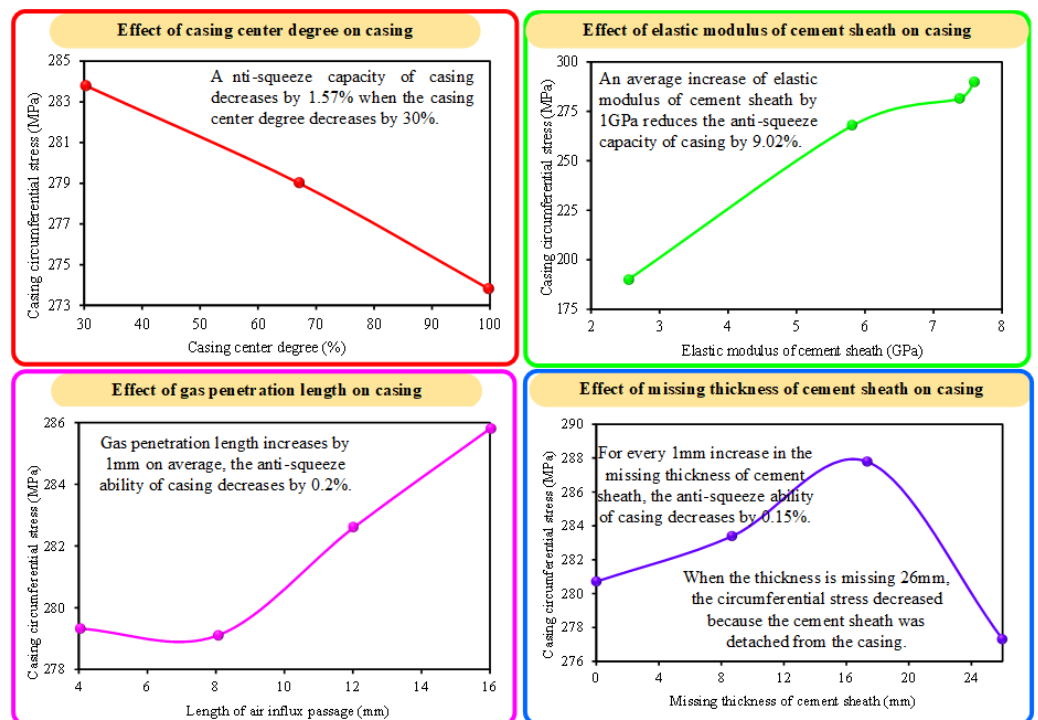 Effect of casing center degree on casing
A nti-squeeze capacity of casing
decreases by 1.57% when the casing
center degree decreases by 30%.
Casing circumferential stress (MPa)
285
283
281
279
277
275
273
30
40
50
60
70
80
90
100
Casing center degree (%)
Effect of elastic modulus of cement sheath on casing
An average increase of elastic
modulus of cement sheath by
1GPa reduces the anti-squeeze
capacity of casing by 9.02%.
Casing circumferential stress (MPa)
300
275
250
225
200
175
2
3
4
5
6
7
8
Elastic modulus of cement sheath (GPa)
Effect of gas penetration length on casing
Gas penetration length increases by
1mm on average, the anti-squeeze
ability of casing decreases by 0.2%.
Casing circumferential stress (MPa)
286
284
282
280
278
4
6
8
10
12
14
16
Length of air influx passage (mm)
Effect of missing thickness of cement sheath on casing
For every 1mm increase in the
missing thickness of cement
sheath, the anti-squeeze ability
of casing decreases by 0.15%.
When the thickness is missing 26mm,
the circumferential stress decreased
because the cement sheath was
detached from the casing.
Casing circumferential stress (MPa)
290
288
286
284
282
280
278
276
0
4
8
12
16
20
24
Missing thickness of cement sheath (mm)